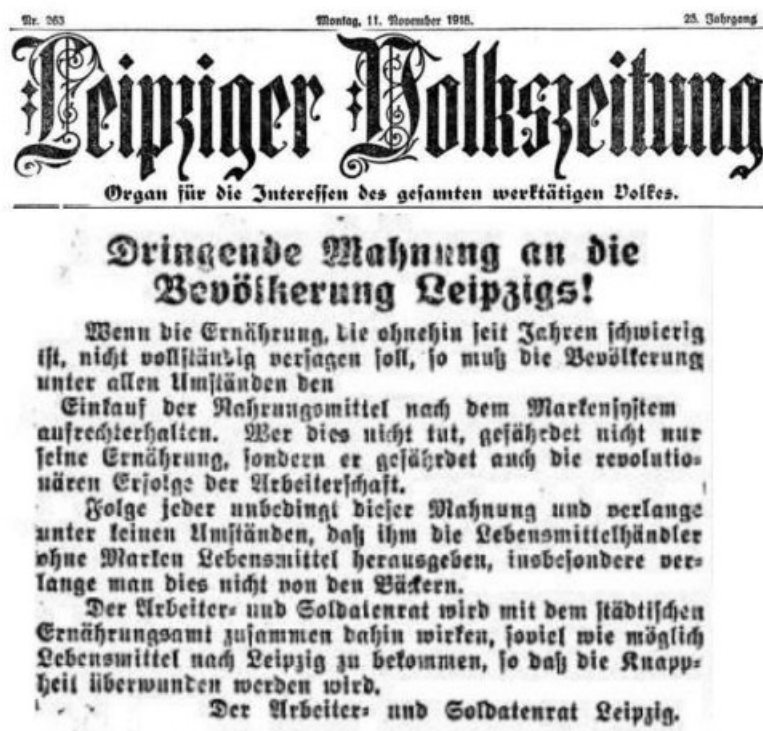 Nr. 263 Montag, 11. November 1918. 25. Jahrgang
Leipziger Volkszeitung
Organ für die Interessen des gesamten werktätigen Volkes.
Dringende Mahnung an die
Bevölkerung Leipzigs!
Wenn die Ernährung, die ohnehin seit Jahren schwierig
ist, nicht vollständig versagen soll, so muß die Bevölkerung
unter allen Umständen den
Einkauf der Nahrungsmittel nach dem Markensystem
aufrechterhalten. Wer dies nicht tut, gefährdet nicht nur
seine Ernährung, sondern er gefährdet auch die revolutio-
nären Erfolge der Arbeiterschaft.
Folge jeder unbedingt dieser Mahnung und verlange
unter keinen Umständen, daß ihm die Lebensmittelhändler
ohne Marken Lebensmittel herausgeben, insbesondere ver-
lange man dies nicht von den Bäckern.
Der Arbeiter- und Soldatenrat wird mit dem städtischen
Ernährungsamt zusammen dahin wirken, soviel wie möglich
Lebensmittel nach Leipzig zu bekommen, so daß die Knapp-
heit überwunden werden wird.
Der Arbeiter- und Soldatenrat Leipzig.